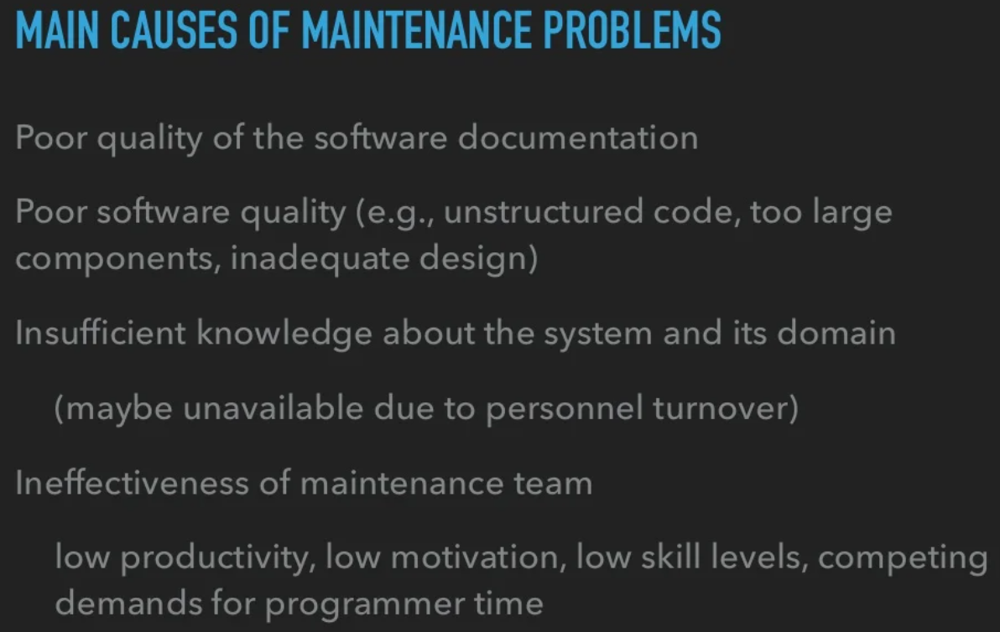 MAIN CAUSES OF MAINTENANCE PROBLEMS
Poor quality of the software documentation
Poor software quality (e.g., unstructured code, too large
components, inadequate design)
Insufficient knowledge about the system and its domain
(maybe unavailable due to personnel turnover)
Ineffectiveness of maintenance team
low productivity, low motivation, low skill levels, competing
demands for programmer time